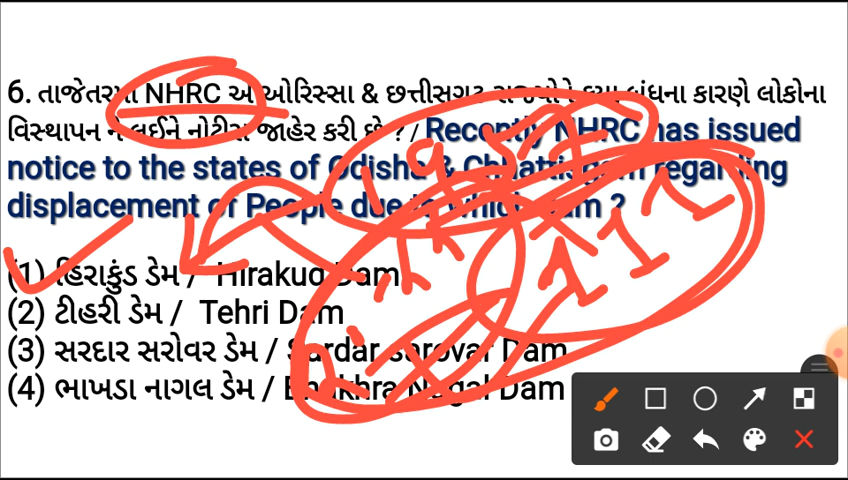 6. તાજેતરમાં NHRC એ ઓરિસ્સા & છત્તીસગઢ રાજ્યોને કયા બંધના કારણે લોકોના
વિસ્થાપન ને લઈને નોટીસ જાહેર કરી છે ? / Recently NHRC has issued
notice to the states of Odisha & Chhattisgarh regarding
displacement of People due to which Dam ?
1957
(1) હિરાકુંડ ડેમ / Hirakud Dam
(2) ટીહરી ડેમ / Tehri Dam
(3) સરદાર સરોવર ડેમ / Sardar sarovar Dam
(4) ભાખડા નાગલ ડેમ / Bhakhra Nagal Dam